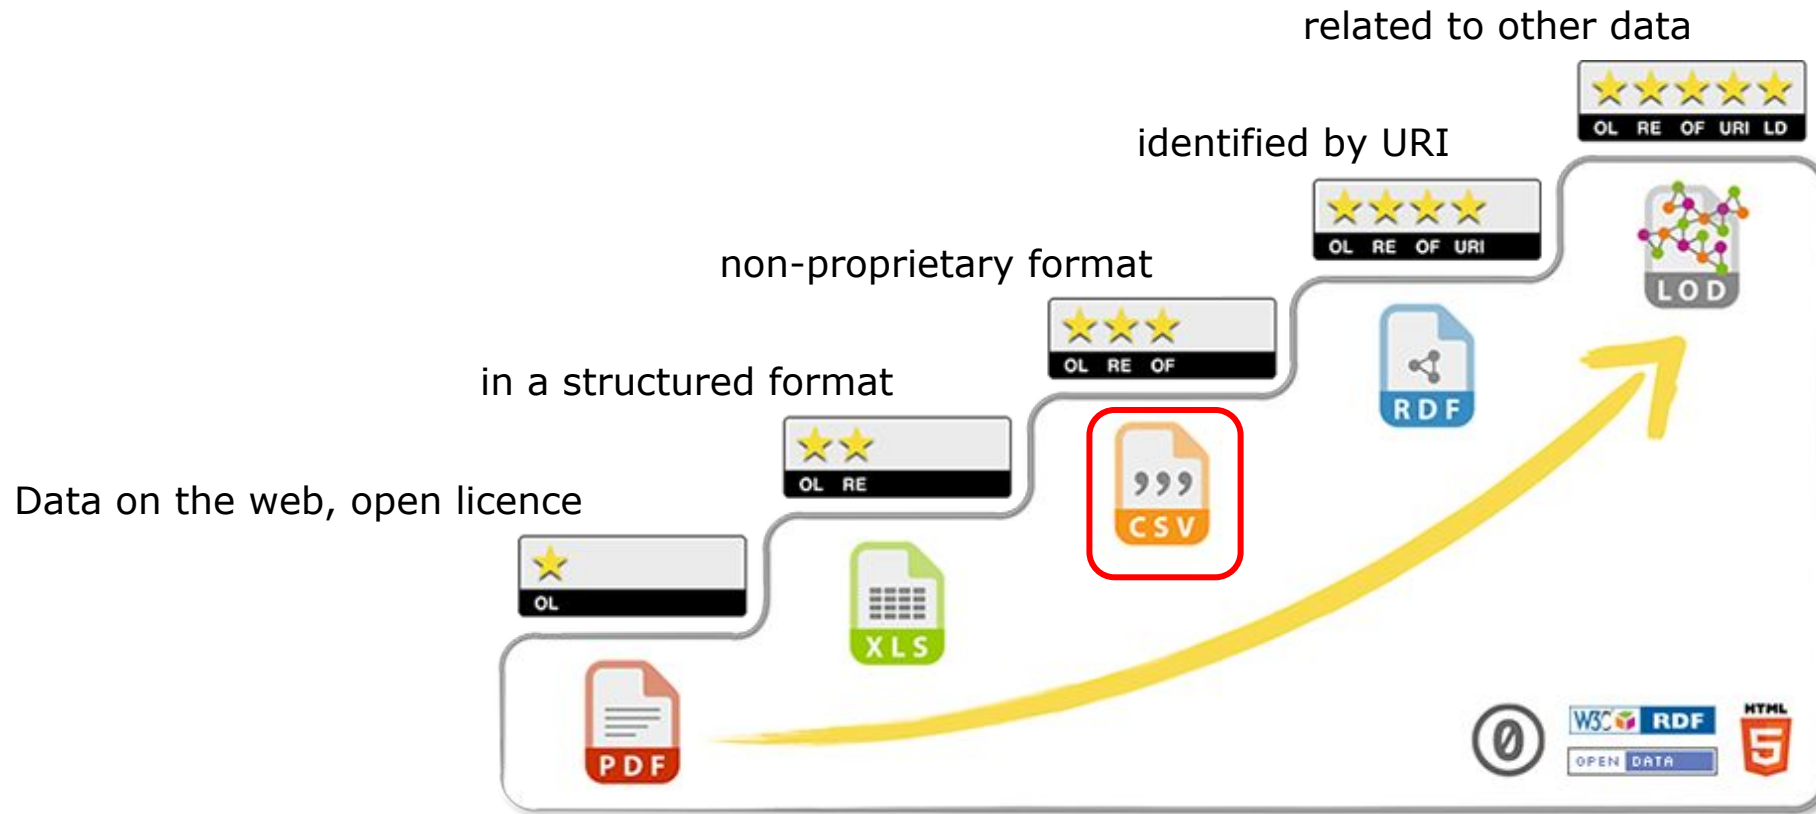 related to other data
OL RE OF URI LD
identified by URI
OL RE OF URI
LOD
non-proprietary format
OL RE OF
RDF
in a structured format
OL RE
,,,
CSV
Data on the web, open licence
OL
XLS
PDF
0
W3C RDF
OPEN DATA
HTML
5